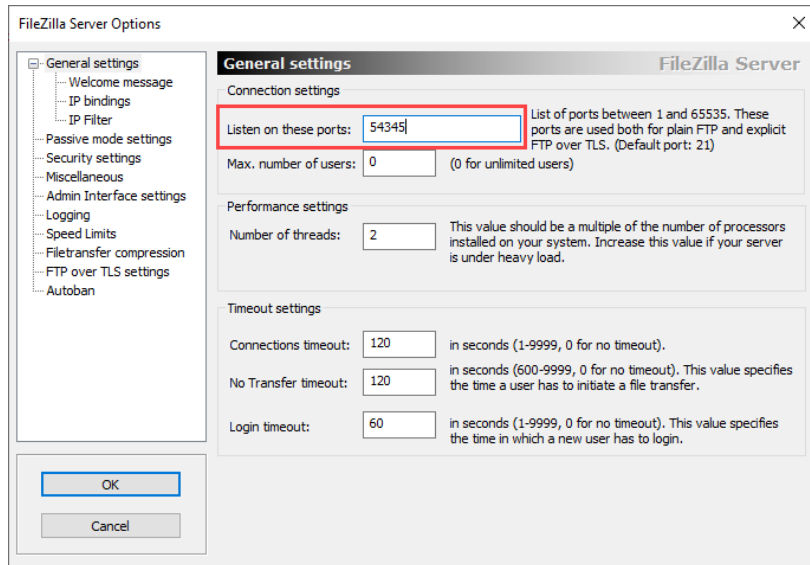 FileZilla Server Options
General settings
Welcome message
IP bindings
IP Filter
Passive mode settings
Security settings
Miscellaneous
Admin Interface settings
Logging
Speed Limits
Filetransfer compression
FTP over TLS settings
Autoban
OK
Cancel
General settings
FileZilla Server
Connection settings
Listen on these ports: 54345
List of ports between 1 and 65535. These
ports are used both for plain FTP and explicit
FTP over TLS. (Default port: 21)
Max. number of users: 0 (0 for unlimited users)
Performance settings
Number of threads: 2
This value should be a multiple of the number of processors
installed on your system. Increase this value if your server
is under heavy load.
Timeout settings
Connections timeout: 120 in seconds (1-9999, 0 for no timeout).
No Transfer timeout: 120
in seconds (600-9999, 0 for no timeout). This value specifies
the time a user has to initiate a file transfer.
Login timeout: 60
in seconds (1-9999, 0 for no timeout). This value specifies
the time in which a new user has to login.